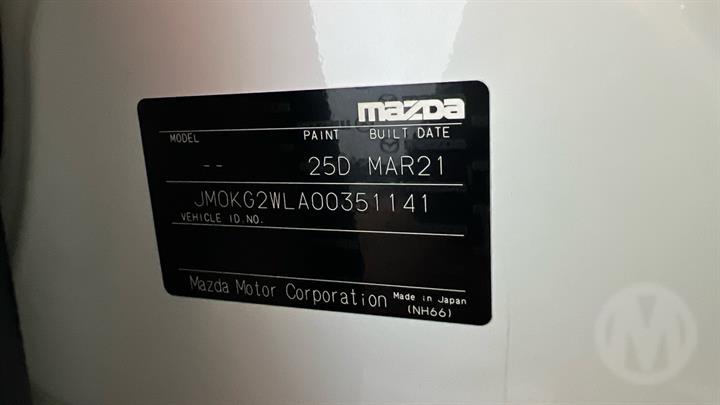 mazda
MODEL PAINT BUILT DATE
-- 25D MAR21
JM0KG2WLA00351141
VEHICLE ID.NO.
Mazda Motor Corporation Made in Japan
(NH66)
M